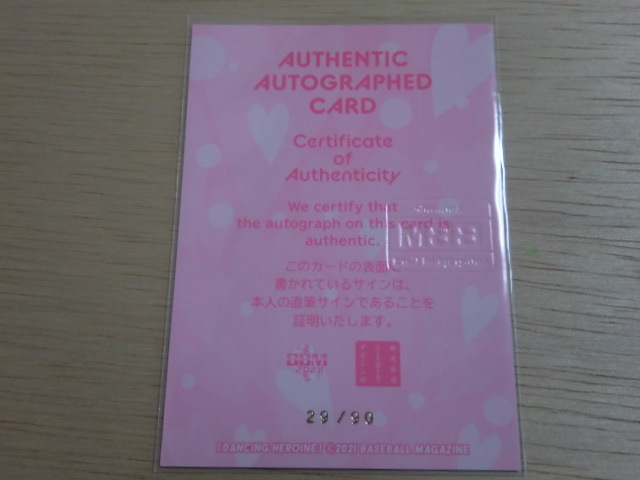 AUTHENTIC
AUTOGRAPHED
CARD
Certificate
of
Authenticity
We certify that
the autograph on this card is
authentic.
このカードの表面に
書かれているサインは、
本人の直筆サインであることを
証明いたします。
BBM
2021
29/90
[DANCING HEROINE] ©2021 BASEBALL MAGAZINE